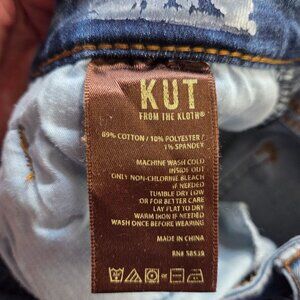 KUT
FROM THE KLOTH®
89% COTTON / 10% POLYESTER /
1% SPANDEX
MACHINE WASH COLD
INSIDE OUT
ONLY NON-CHLORINE BLEACH
IF NEEDED
TUMBLE DRY LOW
OR FOR BETTER CARE
LAY FLAT TO DRY
WARM IRON IF NEEDED
WASH ONCE BEFORE WEARING
MADE IN CHINA
RN# 58539